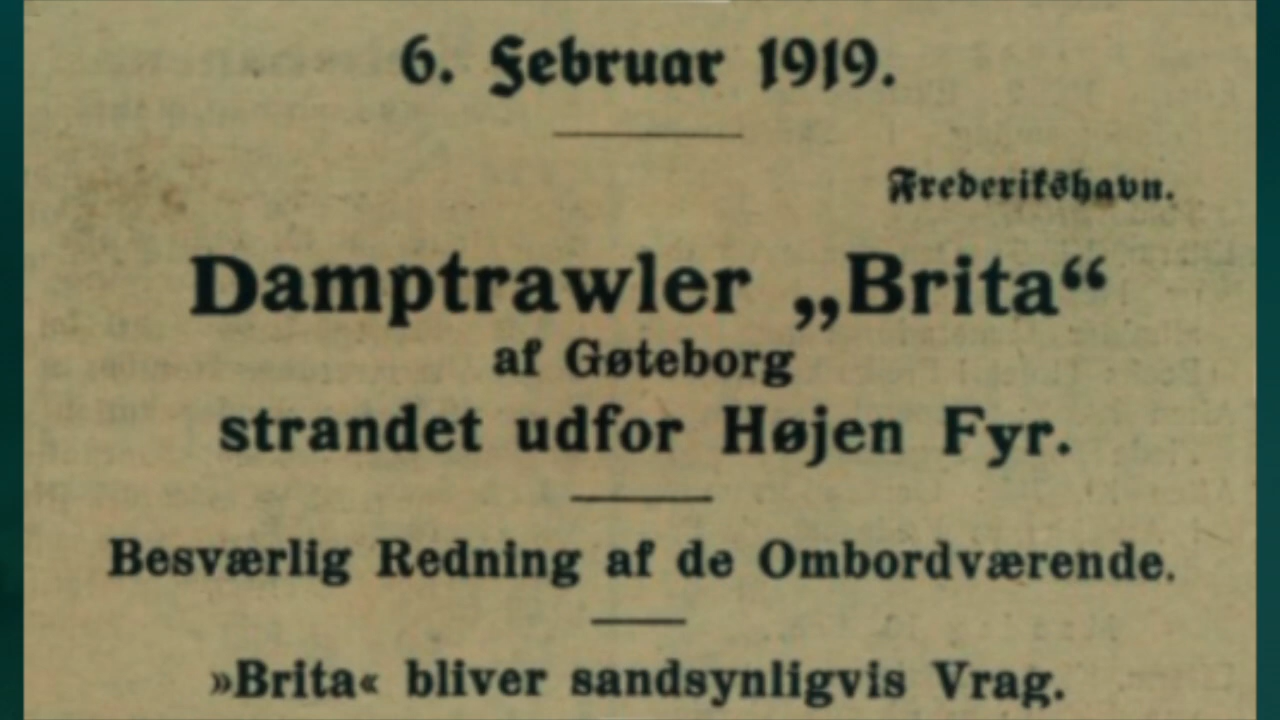 6. Februar 1919.
Frederikshavn.
Damptrawler „Brita“
af Gøteborg
strandet udfor Højen Fyr.
Besværlig Redning af de Ombordværende.
»Brita« bliver sandsynligvis Vrag.